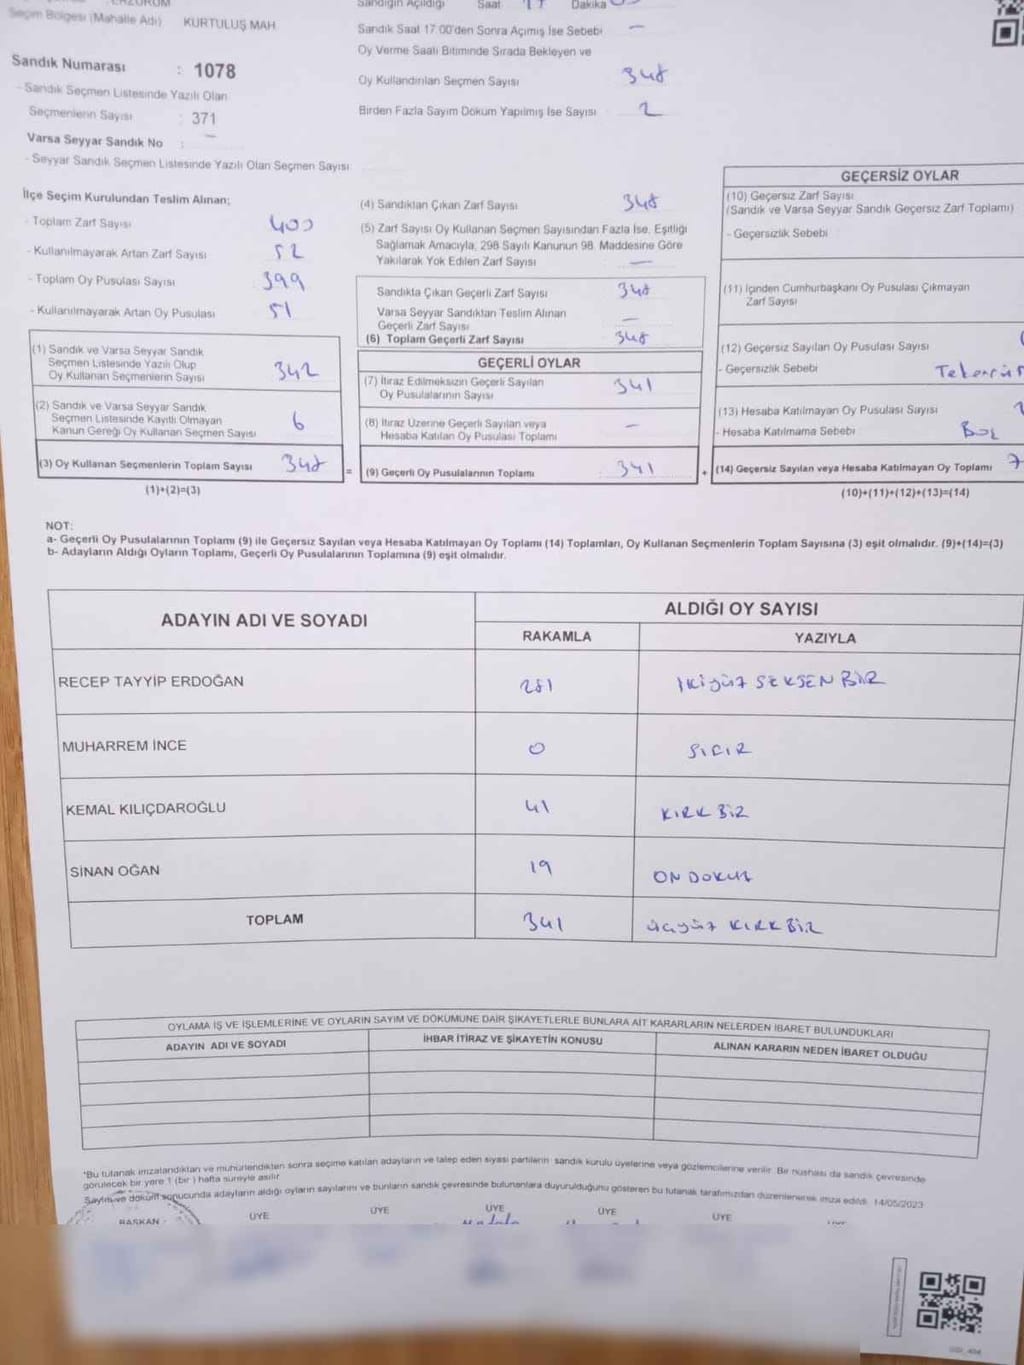 ERZURUM
Seçim Bölgesi (Mahalle Adı) KURTULUŞ MAH.
Sandık Numarası : 1078
- Sandık Seçmen Listesinde Yazılı Olan
Seçmenlerin Sayısı : 371
Varsa Seyyar Sandık No : —
- Seyyar Sandık Seçmen Listesinde Yazılı Olan Seçmen Sayısı
Sandığın Açıldığı Saat 17 Dakika
Sandık Saat 17:00'den Sonra Açımış İse Sebebi —
Oy Verme Saati Bitiminde Sırada Bekleyen ve
Oy Kullandırılan Seçmen Sayısı 348
Birden Fazla Sayım Döküm Yapılmış İse Sayısı 2
İlçe Seçim Kurulundan Teslim Alınan;
- Toplam Zarf Sayısı 400
- Kullanılmayarak Artan Zarf Sayısı 52
- Toplam Oy Pusulası Sayısı 399
- Kullanılmayarak Artan Oy Pusulası 51
(1) Sandık ve Varsa Seyyar Sandık
Seçmen Listesinde Yazılı Olup
Oy Kullanan Seçmenlerin Sayısı 342
(2) Sandık ve Varsa Seyyar Sandık
Seçmen Listesinde Kayıtlı Olmayan
Kanun Gereği Oy Kullanan Seçmen Sayısı 6
(3) Oy Kullanan Seçmenlerin Toplam Sayısı 348 =
(1)+(2)=(3)
(4) Sandıktan Çıkan Zarf Sayısı 348
(5) Zarf Sayısı Oy Kullanan Seçmen Sayısından Fazla İse, Eşitliği
Sağlamak Amacıyla, 298 Sayılı Kanunun 98. Maddesine Göre
Yakılarak Yok Edilen Zarf Sayısı —
Sandıkta Çıkan Geçerli Zarf Sayısı 348
Varsa Seyyar Sandıktan Teslim Alınan
Geçerli Zarf Sayısı —
(6) Toplam Geçerli Zarf Sayısı 348
GEÇERLİ OYLAR
(7) İtiraz Edilmeksizin Geçerli Sayılan
Oy Pusulalarının Sayısı 341
(8) İtiraz Üzerine Geçerli Sayılan veya
Hesaba Katılan Oy Pusulası Toplamı —
(9) Geçerli Oy Pusulalarının Toplamı 341 +
GEÇERSİZ OYLAR
(10) Geçersiz Zarf Sayısı
(Sandık ve Varsa Seyyar Sandık Geçersiz Zarf Toplamı)
- Geçersizlik Sebebi
(11) İçinden Cumhurbaşkanı Oy Pusulası Çıkmayan
Zarf Sayısı
(12) Geçersiz Sayılan Oy Pusulası Sayısı
- Geçersizlik Sebebi
(13) Hesaba Katılmayan Oy Pusulası Sayısı
- Hesaba Katılmama Sebebi
(14) Geçersiz Sayılan veya Hesaba Katılmayan Oy Toplamı 7
(10)+(11)+(12)+(13)=(14)
NOT:
a- Geçerli Oy Pusulalarının Toplamı (9) ile Geçersiz Sayılan veya Hesaba Katılmayan Oy Toplamı (14) Toplamları, Oy Kullanan Seçmenlerin Toplam Sayısına (3) eşit olmalıdır. (9)+(14)=(3)
b- Adayların Aldığı Oyların Toplamı, Geçerli Oy Pusulalarının Toplamına (9) eşit olmalıdır.
ADAYIN ADI VE SOYADI ALDIĞI OY SAYISI
RAKAMLA YAZIYLA
RECEP TAYYİP ERDOĞAN 281 İKİYÜZ SEKSEN BİR
MUHARREM İNCE 0 SIFIR
KEMAL KILIÇDAROĞLU 41 KIRK BİR
SİNAN OĞAN 19 ON DOKUZ
TOPLAM 341 ÜÇYÜZ KIRK BİR
OYLAMA İŞ VE İŞLEMLERİNE VE OYLARIN SAYIM VE DÖKÜMÜNE DAİR ŞİKAYETLERLE BUNLARA AİT KARARLARIN NELERDEN İBARET BULUNDUKLARI
ADAYIN ADI VE SOYADI İHBAR İTİRAZ VE ŞİKAYETİN KONUSU ALINAN KARARIN NEDEN İBARET OLDUĞU
*Bu tutanak imzalandıktan ve mühürlendikten sonra seçime katılan adayların ve talep eden siyasi partilerin sandık kurulu üyelerine veya gözlemcilerine verilir. Bir nüshası da sandık çevresinde
görülecek bir yere 1 (bir) hafta süreyle asılır.
Sayım ve döküm sonucunda adayların aldığı oyların sayılarını ve bunların sandık çevresinde bulunanlara duyurulduğunu gösteren bu tutanak tarafımızdan düzenlenerek imza edildi. 14/05/2023
BAŞKAN ÜYE ÜYE ÜYE ÜYE ÜYE ÜYE